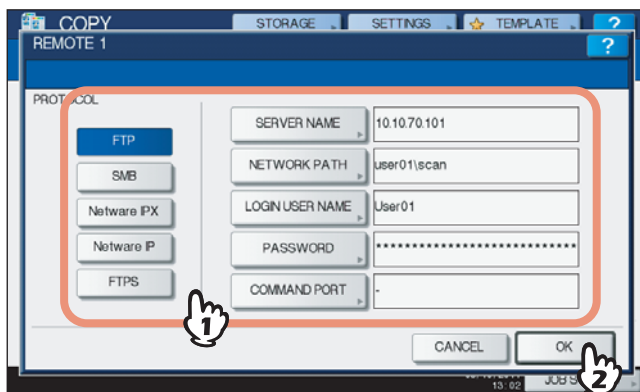 COPY STORAGE SETTINGS TEMPLATE ?
REMOTE 1 ?
PROTOCOL
FTP
SMB
Netware IPX
Netware IP
FTPS
SERVER NAME 10.10.70.101
NETWORK PATH user01\scan
LOGIN USER NAME User01
PASSWORD ****************************
COMMAND PORT -
1
CANCEL OK
2
13:02 JOB S